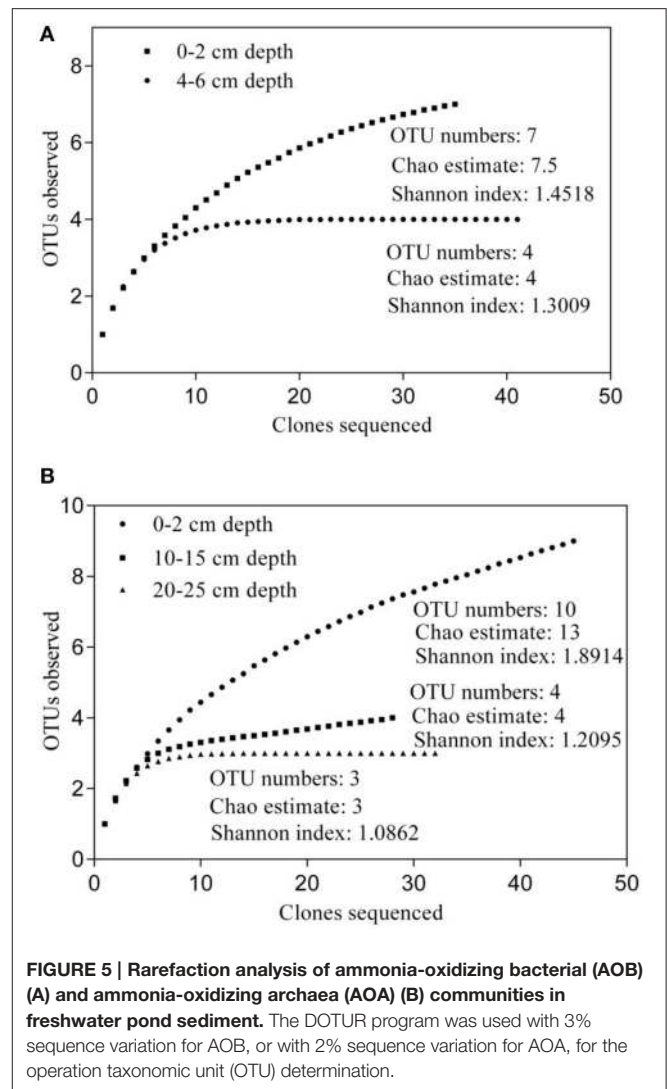 A
0-2 cm depth
4-6 cm depth
8
6
4
2
0
OTUs observed
OTU numbers: 7
Chao estimate: 7.5
Shannon index: 1.4518
OTU numbers: 4
Chao estimate: 4
Shannon index: 1.3009
0 10 20 30 40 50
Clones sequenced
B
0-2 cm depth
10-15 cm depth
20-25 cm depth
10
8
6
4
2
0
OTUs observed
OTU numbers: 10
Chao estimate: 13
Shannon index: 1.8914
OTU numbers: 4
Chao estimate: 4
Shannon index: 1.2095
OTU numbers: 3
Chao estimate: 3
Shannon index: 1.0862
0 10 20 30 40 50
Clones sequenced
FIGURE 5 | Rarefaction analysis of ammonia-oxidizing bacterial (AOB)
(A) and ammonia-oxidizing archaea (AOA) (B) communities in
freshwater pond sediment. The DOTUR program was used with 3%
sequence variation for AOB, or with 2% sequence variation for AOA, for the
operation taxonomic unit (OTU) determination.